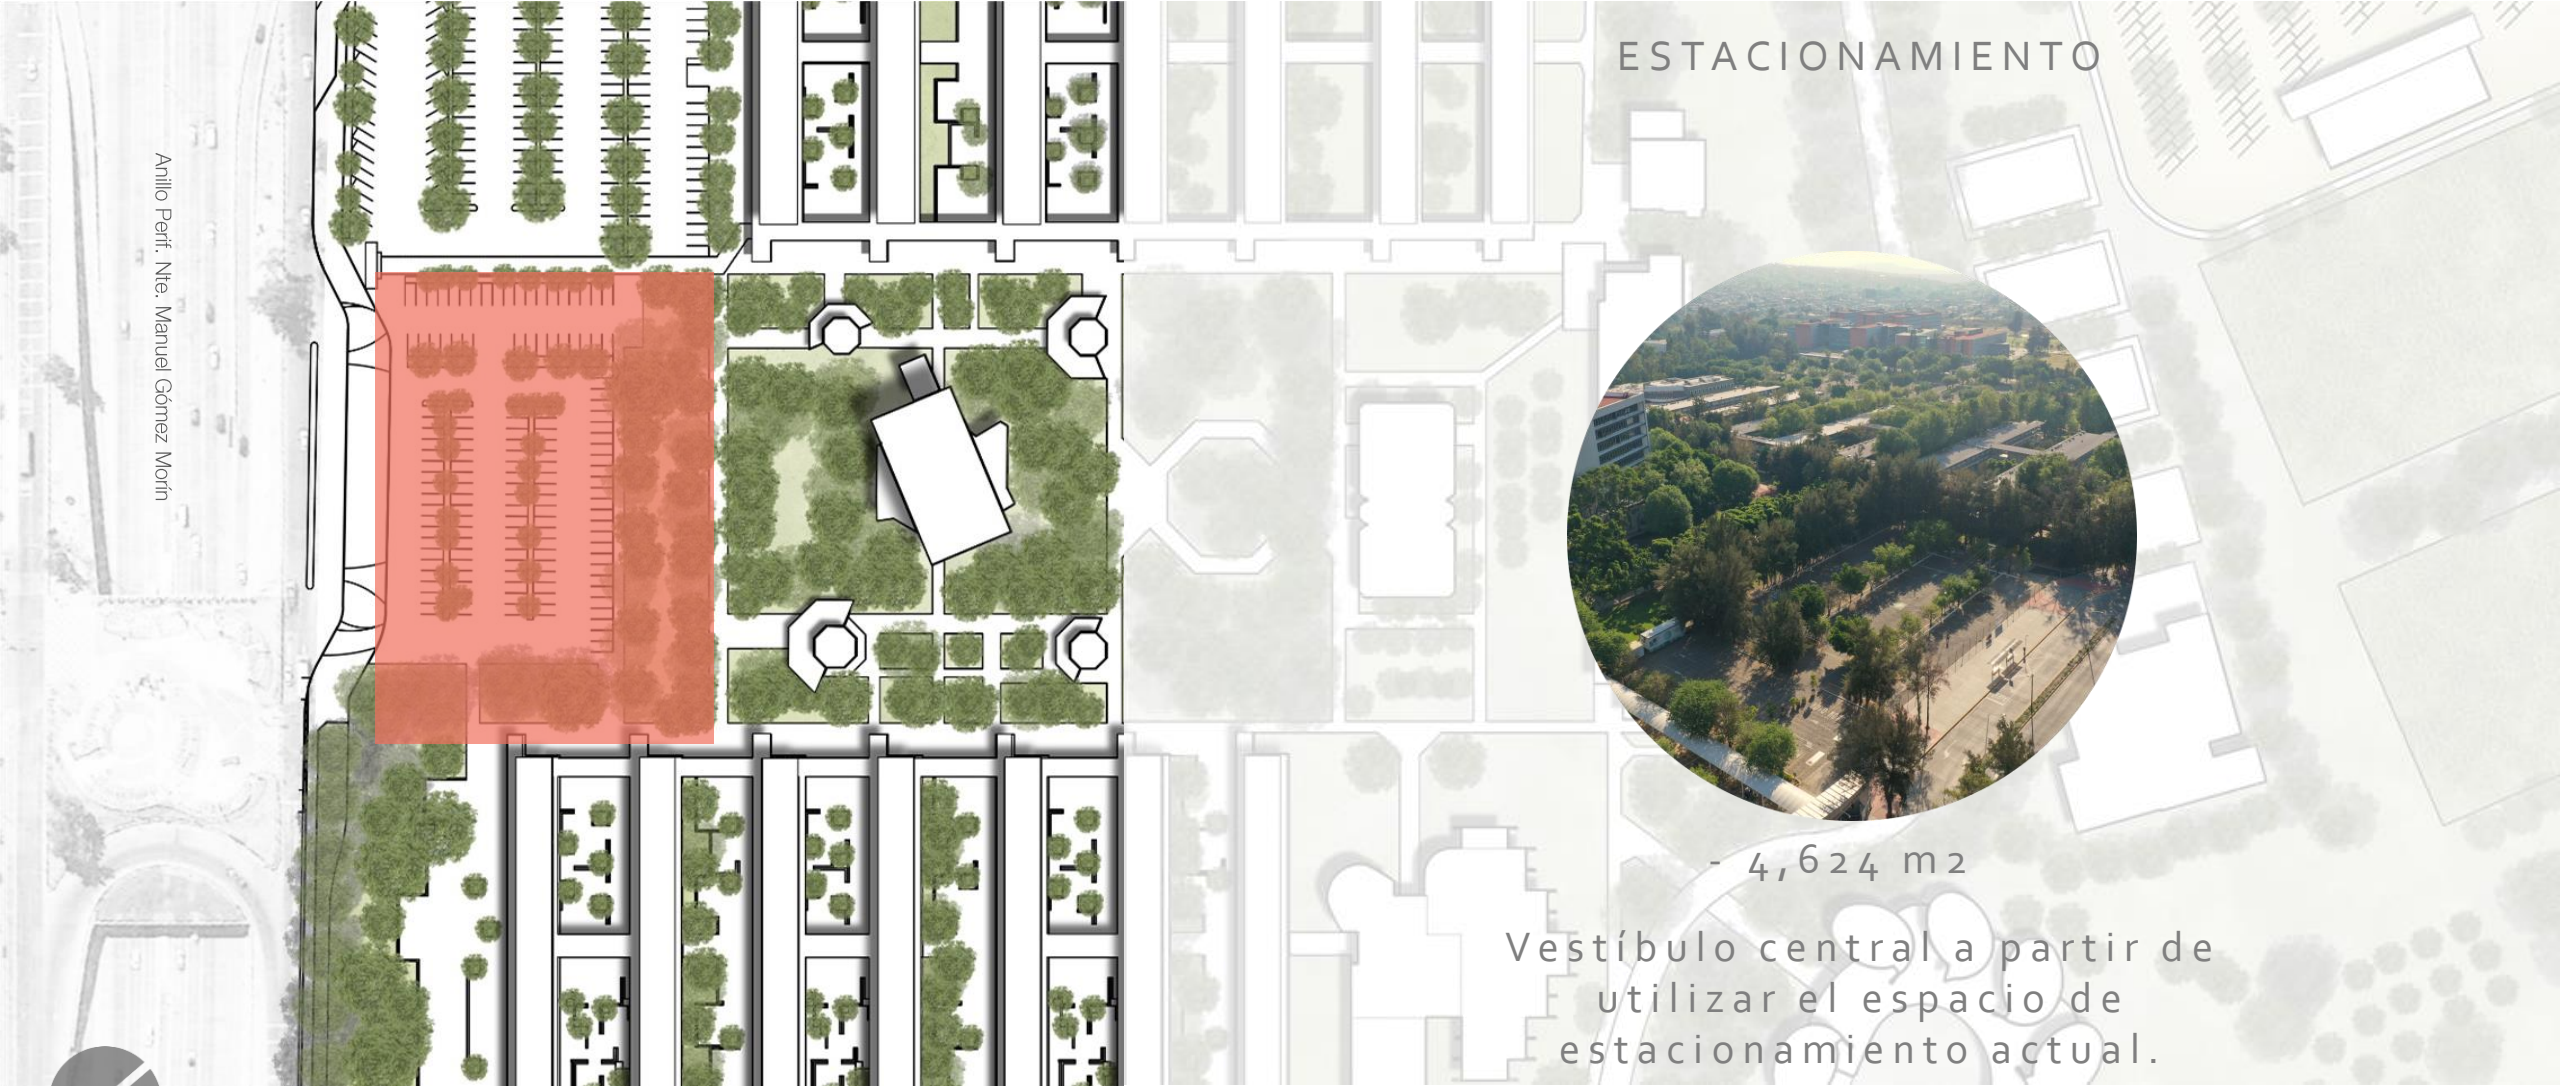 ESTACIONAMIENTO
Anillo Perif. Nte. Manuel Gómez Morín
- 4,624 m2
Vestíbulo central a partir de
utilizar el espacio de
estacionamiento actual.